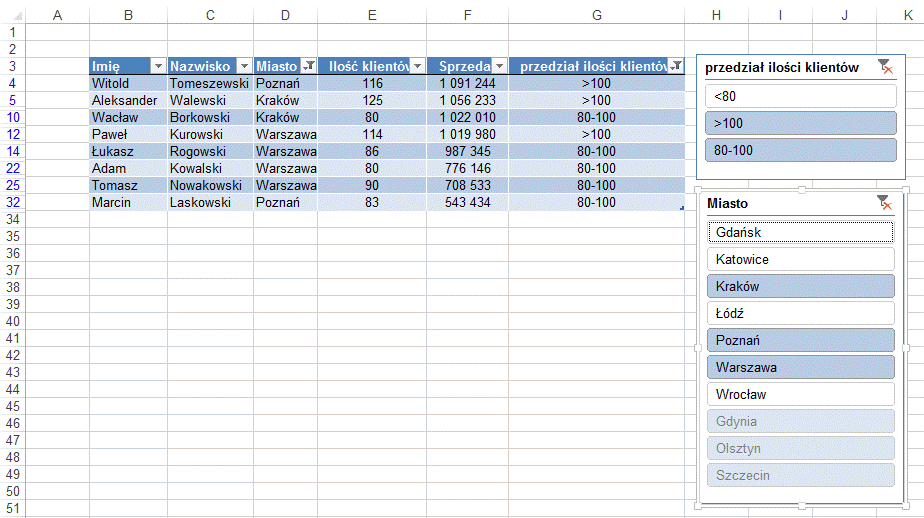 A B C D E F G H I J K
1
2
3 Imię Nazwisko Miasto Ilość klientów Sprzeda przedział ilości klientów
4 Witold Tomeszewski Poznań 116 1 091 244 >100
5 Aleksander Walewski Kraków 125 1 056 233 >100
10 Wacław Borkowski Kraków 80 1 022 010 80-100
12 Paweł Kurowski Warszawa 114 1 019 980 >100
14 Łukasz Rogowski Warszawa 86 987 345 80-100
22 Adam Kowalski Warszawa 80 776 146 80-100
25 Tomasz Nowakowski Warszawa 90 708 533 80-100
32 Marcin Laskowski Poznań 83 543 434 80-100
34
35
36
37
38
39
40
41
42
43
44
45
46
47
48
49
50
51
przedział ilości klientów
<80
>100
80-100
Miasto
Gdańsk
Katowice
Kraków
Łódź
Poznań
Warszawa
Wrocław
Gdynia
Olsztyn
Szczecin